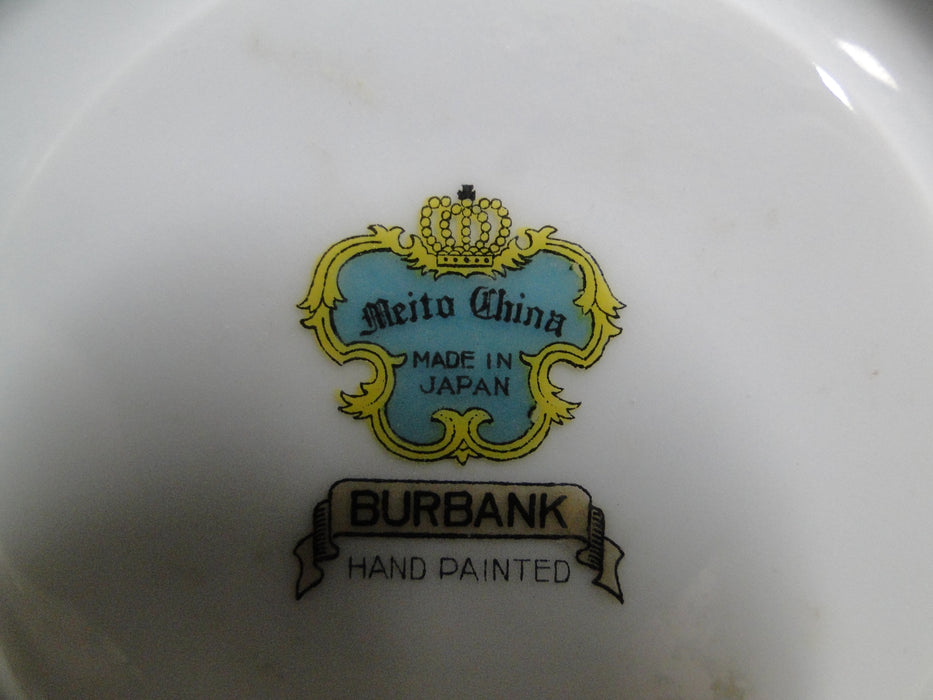 Meito China
MADE IN
JAPAN
BURBANK
HAND PAINTED